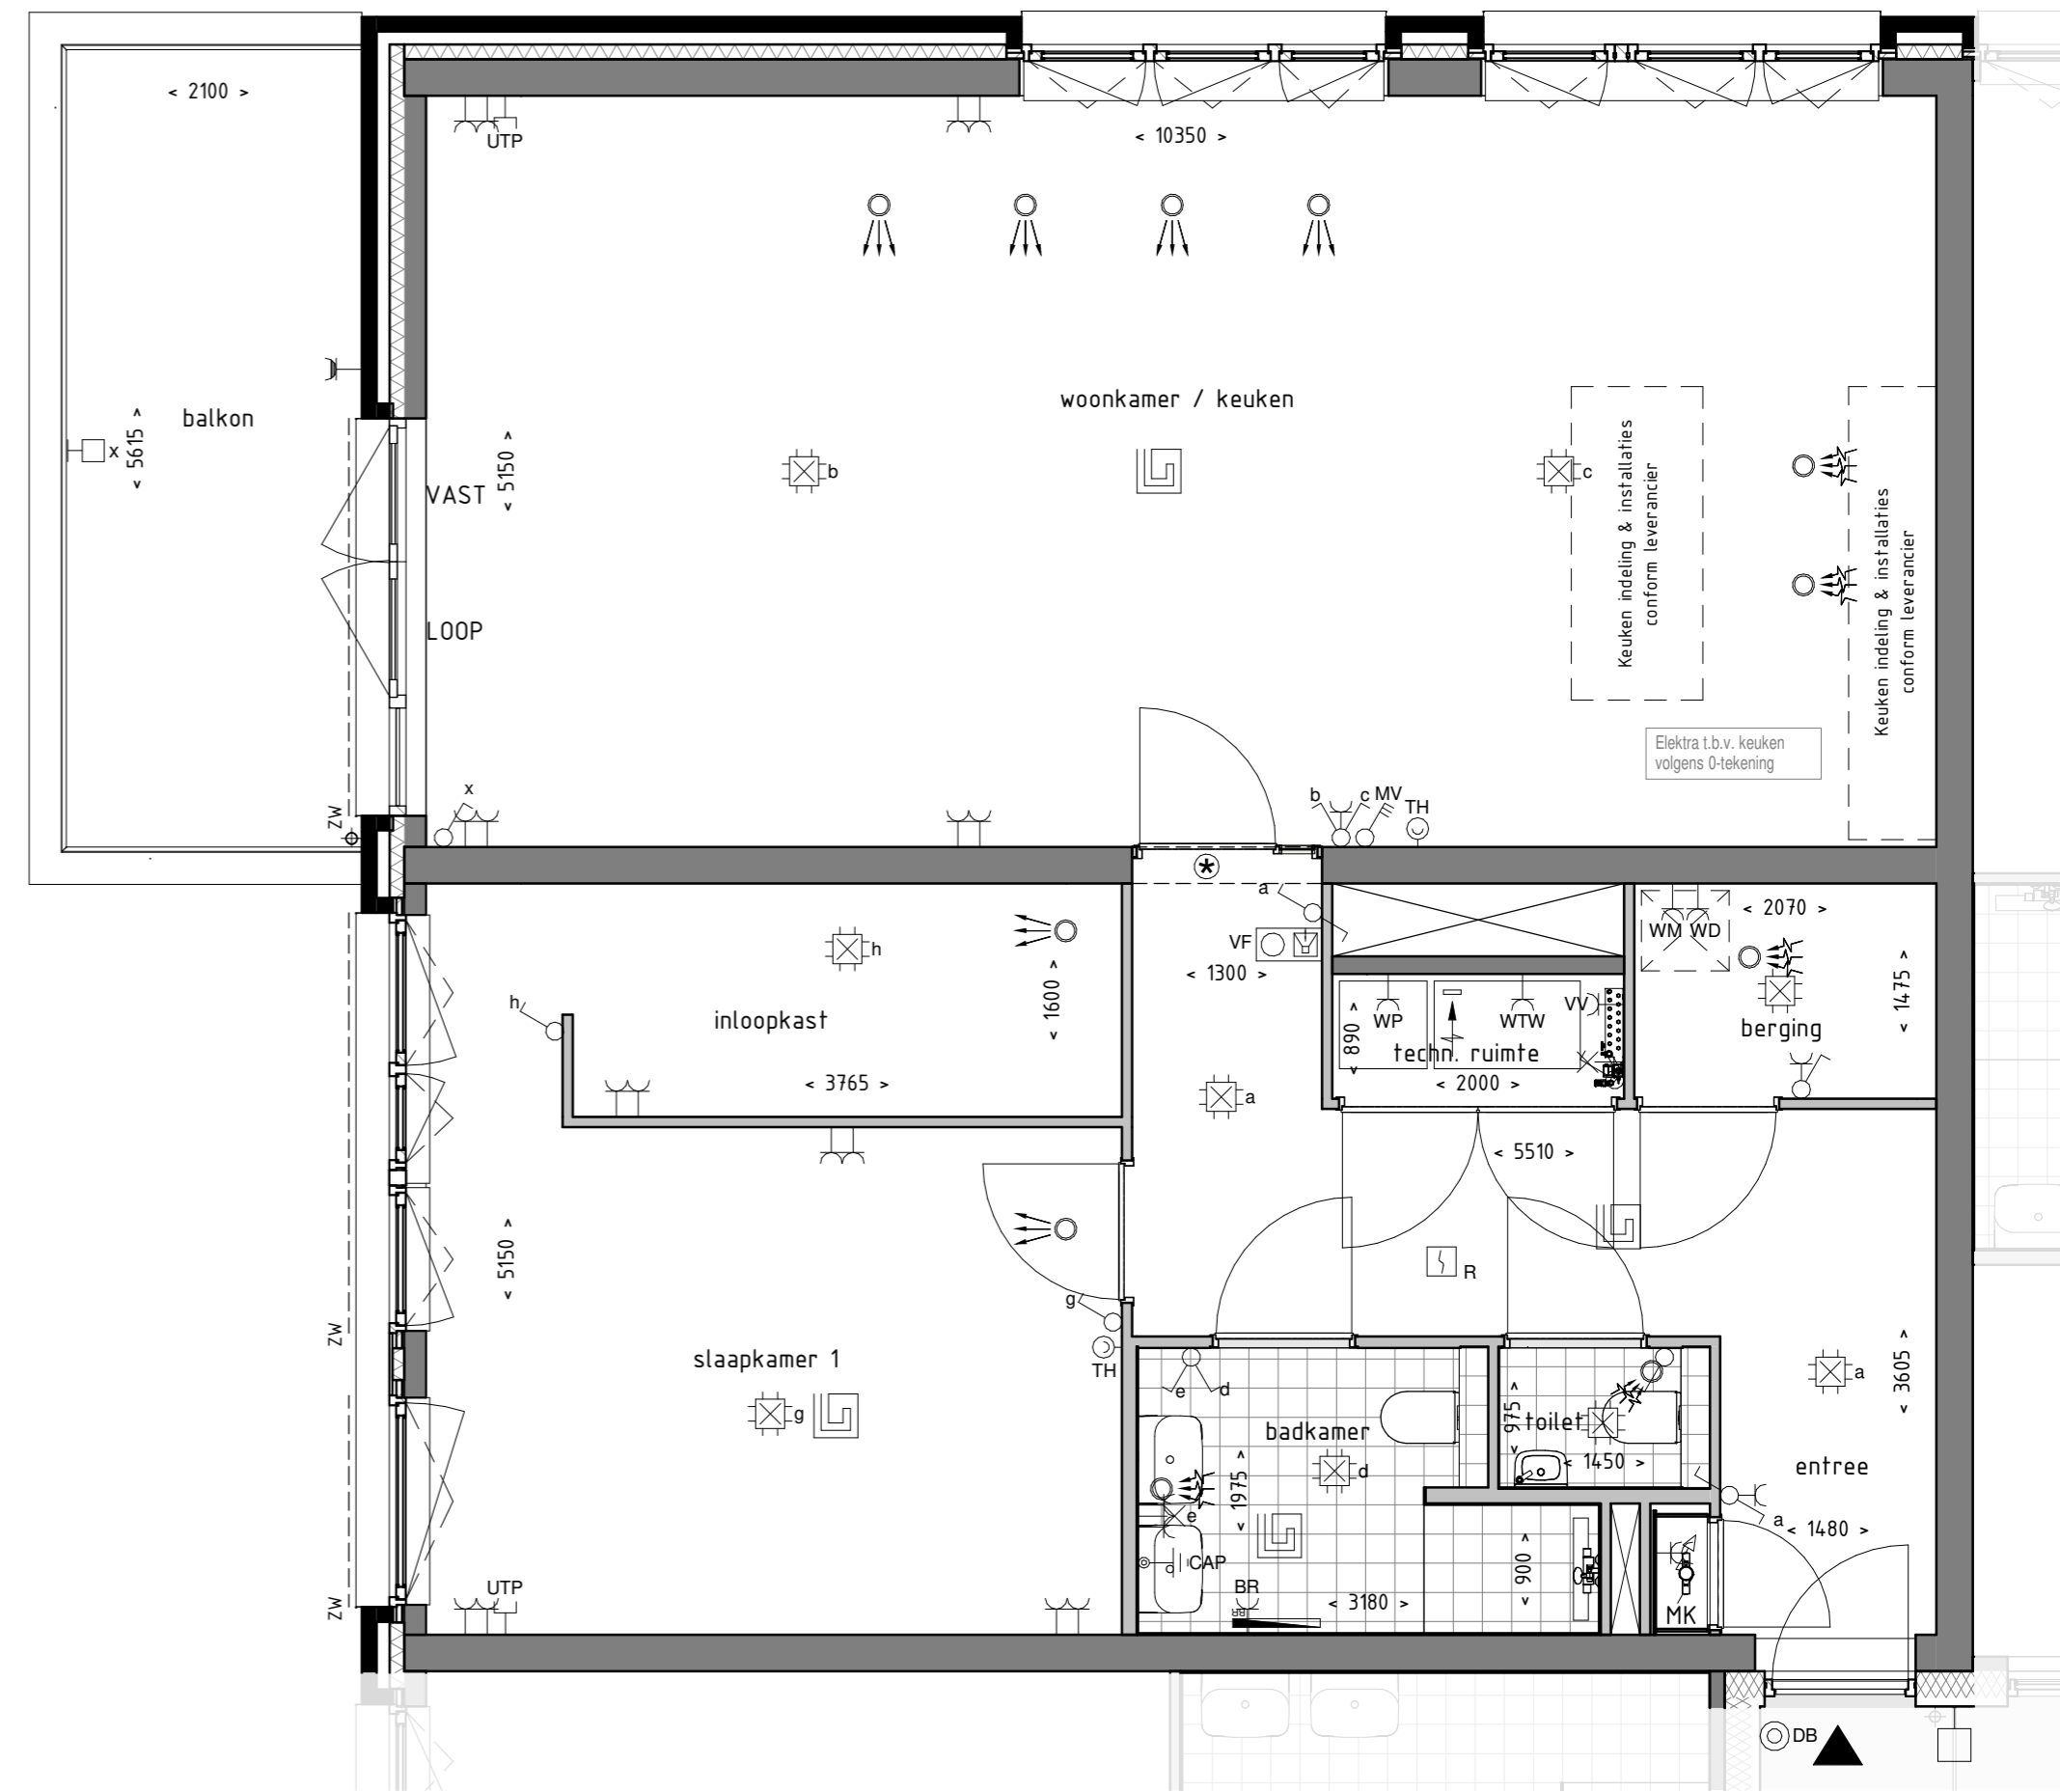 < 2100 >
UTP
< 10350 >
balkon
< 5615 >
x
< 5150 >
VAST
LOOP
woonkamer / keuken
b
c
Keuken indeling & installaties
conform leverancier
Keuken indeling & installaties
conform leverancier
Elektra t.b.v. keuken
volgens 0-tekening
ZW
x
b
c
MV
TH
*
a
VF
< 1300 >
h
h
inloopkast
< 1600 >
< 3765 >
WM
WD
< 2070 >
< 1475 >
berging
WP
WTW
VV
< 890 >
techn. ruimte
< 2000 >
a
< 5510 >
R
g
TH
< 5150 >
ZW
slaapkamer 1
g
e
d
badkamer
d
< 1975 >
e
CAP
BR
BR
< 3180 >
< 900 >
< 975 >
toilet
< 1450 >
a
< 3605 >
entree
a
< 1480 >
MK
ZW
UTP
DB